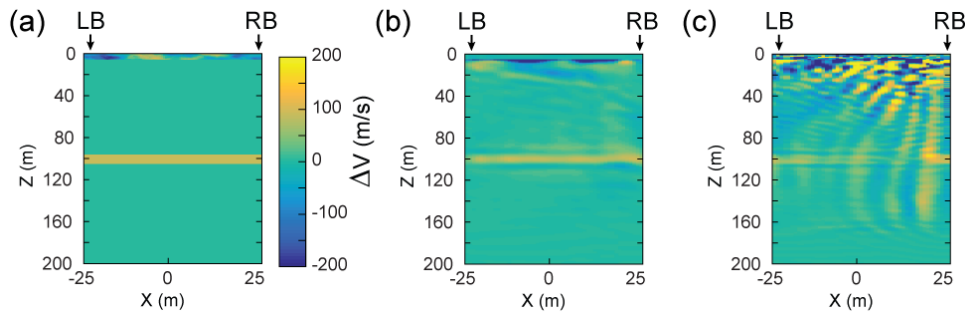 (a) LB RB (b) LB RB (c) LB RB
0 200 0 0
40 100 40 40
80 80 80
Z (m) 0 ΔV (m/s) Z (m) Z (m)
120 120 120
160 -100 160 160
200 -200 200 200
-25 0 25 -25 0 25 -25 0 25
X (m) X (m) X (m)